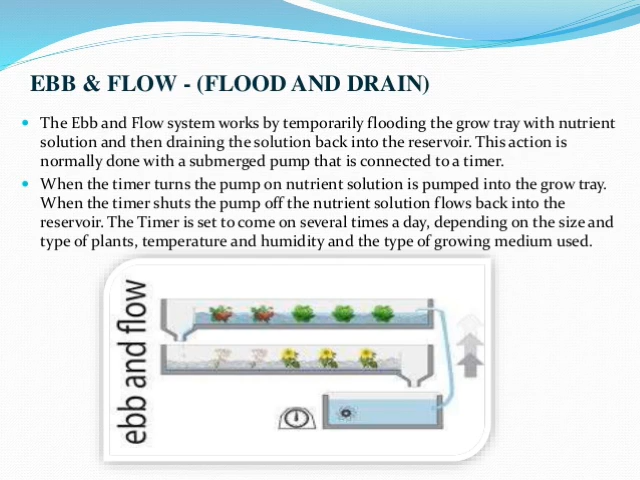 EBB & FLOW - (FLOOD AND DRAIN)
The Ebb and Flow system works by temporarily flooding the grow tray with nutrient
solution and then draining the solution back into the reservoir. This action is
normally done with a submerged pump that is connected to a timer.
When the timer turns the pump on nutrient solution is pumped into the grow tray.
When the timer shuts the pump off the nutrient solution flows back into the
reservoir. The Timer is set to come on several times a day, depending on the size and
type of plants, temperature and humidity and the type of growing medium used.
ebb and flow